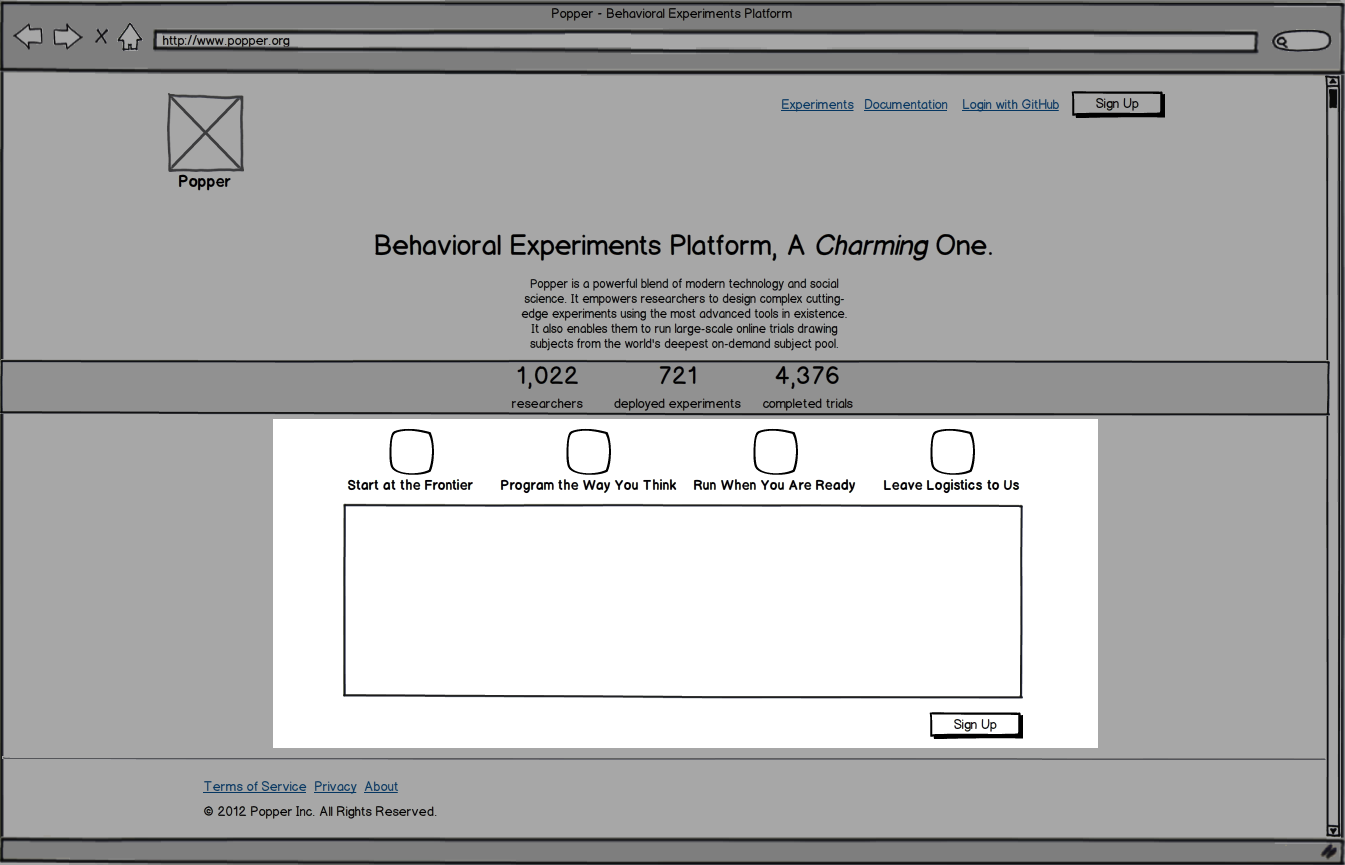 Popper - Behavioral Experiments Platform
http://www.popper.org
Experiments Documentation Login with GitHub Sign Up
Popper
Behavioral Experiments Platform, A Charming One.
Popper is a powerful blend of modern technology and social
science. It empowers researchers to design complex cutting-
edge experiments using the most advanced tools in existence.
It also enables them to run large-scale online trials drawing
subjects from the world's deepest on-demand subject pool.
1,022 721 4,376
researchers deployed experiments completed trials
Start at the Frontier Program the Way You Think Run When You Are Ready Leave Logistics to Us
Sign Up
Terms of Service Privacy About
© 2012 Popper Inc. All Rights Reserved.